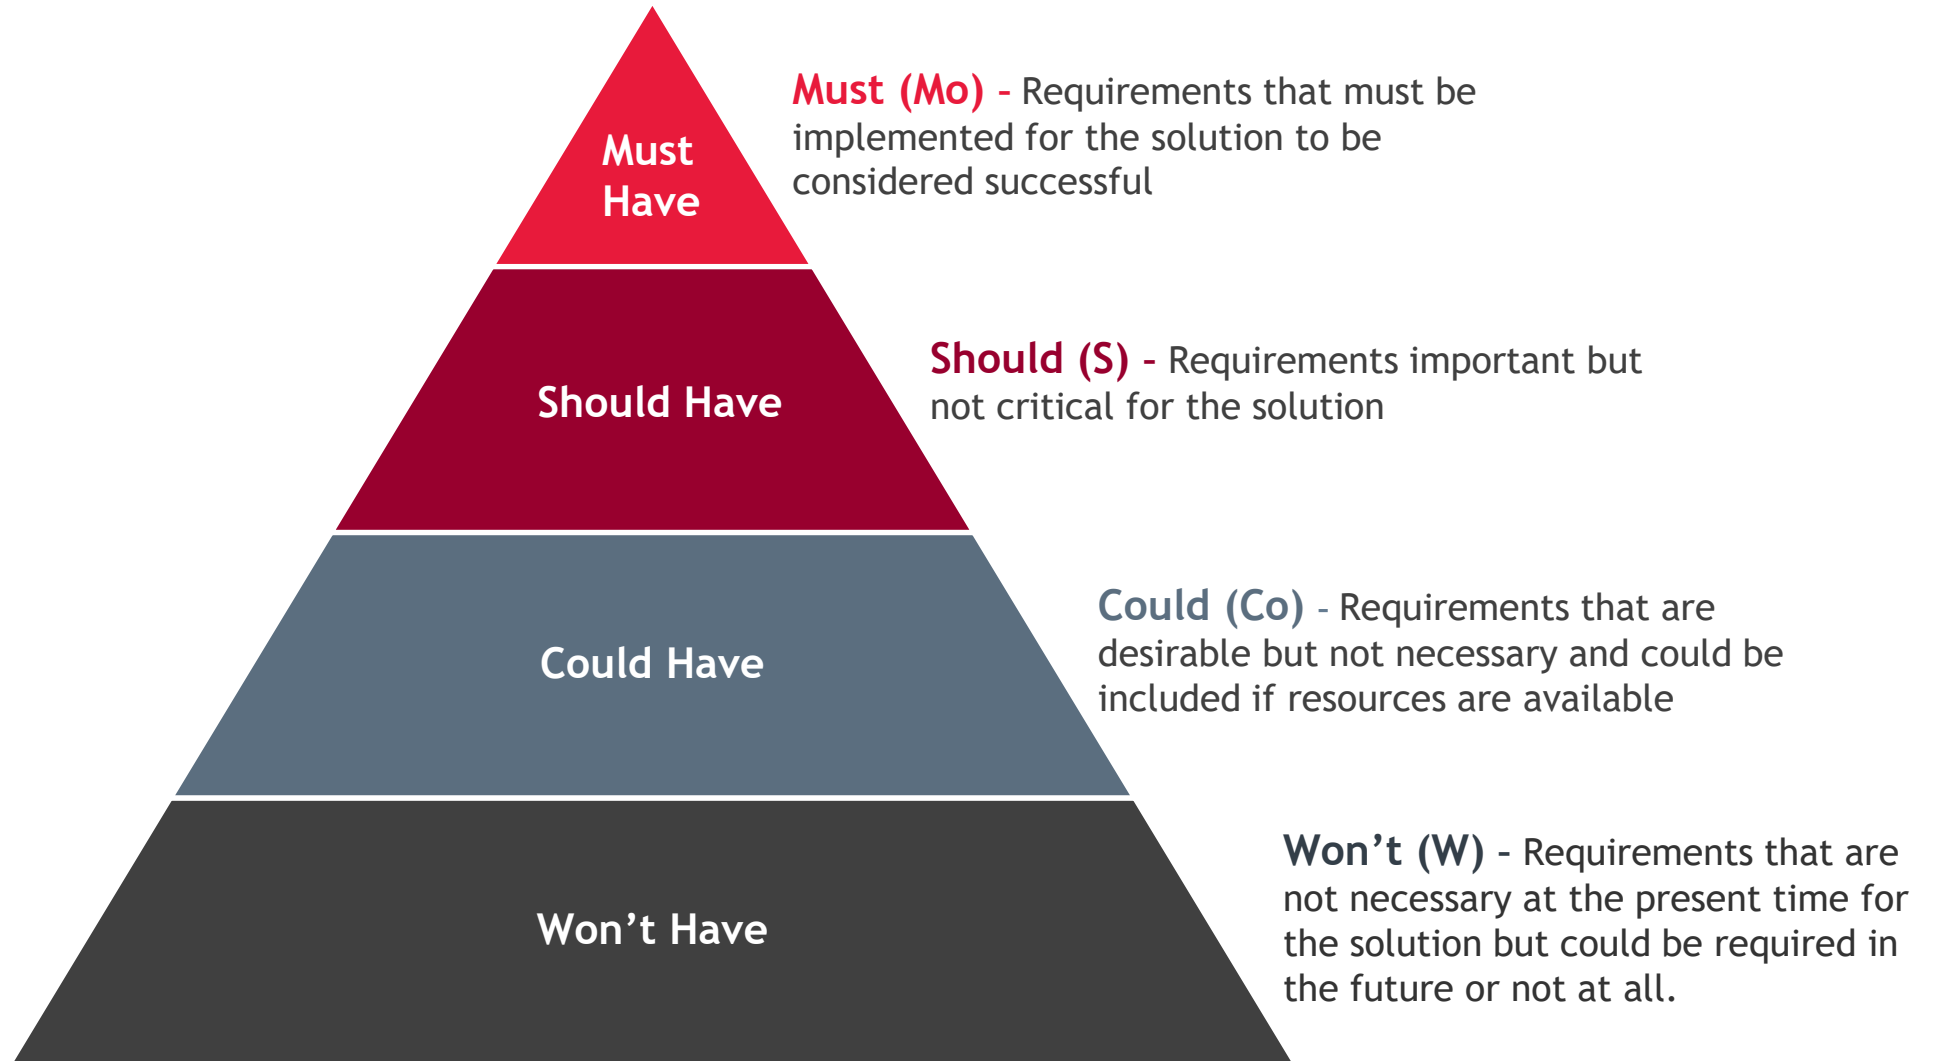 Must
Have
Must (Mo) - Requirements that must be
implemented for the solution to be
considered successful
Should Have
Should (S) - Requirements important but
not critical for the solution
Could Have
Could (Co) - Requirements that are
desirable but not necessary and could be
included if resources are available
Won’t Have
Won’t (W) - Requirements that are
not necessary at the present time for
the solution but could be required in
the future or not at all.